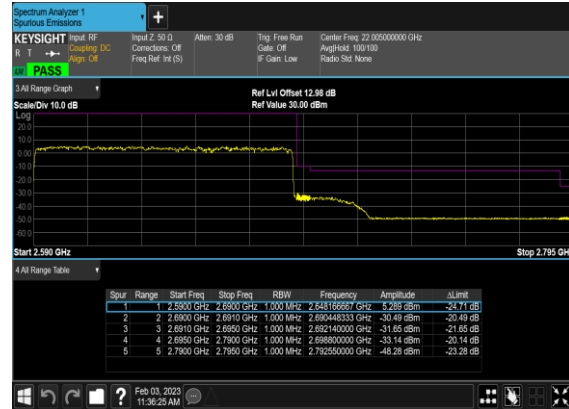 Spectrum Analyzer 1
Spurious Emissions
+
KEYSIGHT Input: RF Input Z: 50 Ω Atten: 30 dB Trig: Free Run Center Freq: 22.005000000 GHz
R T Coupling: DC Corrections: Off Gate: Off Avg|Hold: 100/100
Align: Off Freq Ref: Int (S) IF Gain: Low Radio Std: None
PASS
3 All Range Graph
Ref Lvl Offset 12.98 dB
Scale/Div 10.0 dB Ref Value 30.00 dBm
Log
20.0
10.0
0.00
-10.0
-20.0
-30.0
-40.0
-50.0
-60.0
Start 2.590 GHz Stop 2.795 GH
4 All Range Table
Spur Range Start Freq Stop Freq RBW Frequency Amplitude ΔLimit
1 1 2.5900 GHz 2.6900 GHz 1.000 MHz 2.648166667 GHz 5.289 dBm -24.71 dB
2 2 2.6900 GHz 2.6910 GHz 1.000 MHz 2.690448333 GHz -30.49 dBm -20.49 dB
3 3 2.6910 GHz 2.6950 GHz 1.000 MHz 2.692140000 GHz -31.65 dBm -21.65 dB
4 4 2.6950 GHz 2.7900 GHz 1.000 MHz 2.698800000 GHz -33.14 dBm -20.14 dB
5 5 2.7900 GHz 2.7950 GHz 1.000 MHz 2.792550000 GHz -48.28 dBm -23.28 dB
? Feb 03, 2023
11:36:25 AM